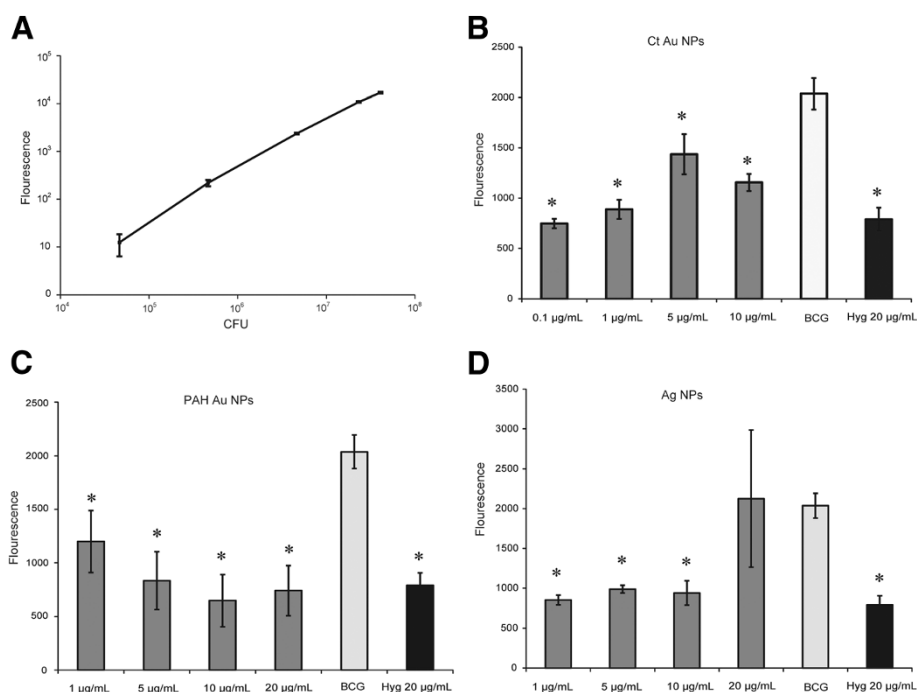 A
Flourescence
10⁵
10⁴
10³
10²
10
0
10⁴ 10⁵ 10⁶ 10⁷ 10⁸
CFU
B
Ct Au NPs
Flourescence
2500
2000
1500
1000
500
0
* * * * *
0.1 µg/mL 1 µg/mL 5 µg/mL 10 µg/mL BCG Hyg 20 µg/mL
C
PAH Au NPs
Flourescence
2500
2000
1500
1000
500
0
* * * * *
1 µg/mL 5 µg/mL 10 µg/mL 20 µg/mL BCG Hyg 20 µg/mL
D
Ag NPs
Flourescence
3500
3000
2500
2000
1500
1000
500
0
* * * *
1 µg/mL 5 µg/mL 10 µg/mL 20 µg/mL BCG Hyg 20 µg/mL